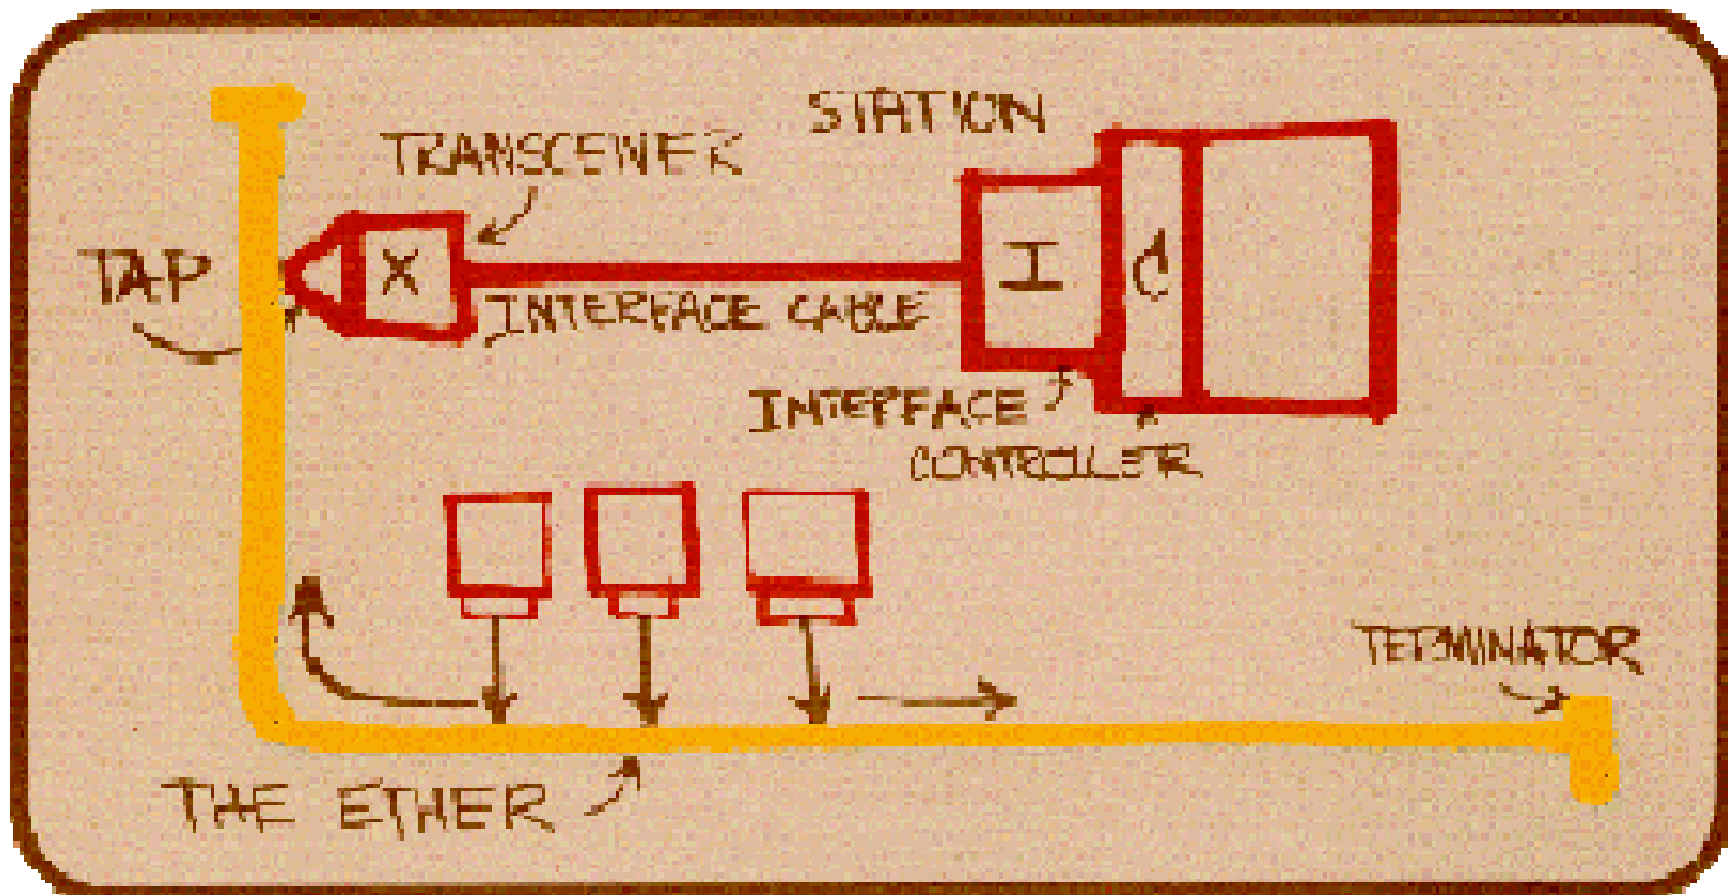 STATION
TRANSCEIVER
TAP
X
I
C
INTERFACE CABLE
INTERFACE
CONTROLLER
TERMINATOR
THE ETHER